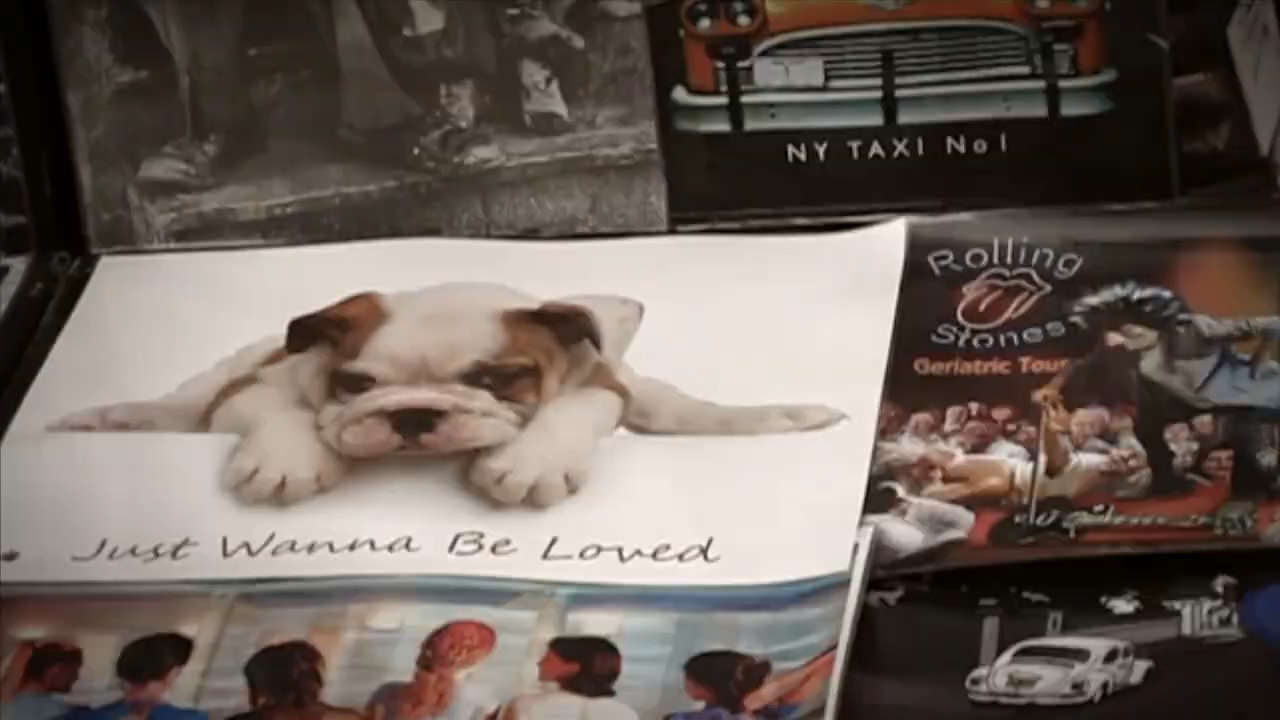 NY TAXI No 1
Rolling
Stones
Geriatric Tour
Just Wanna Be Loved